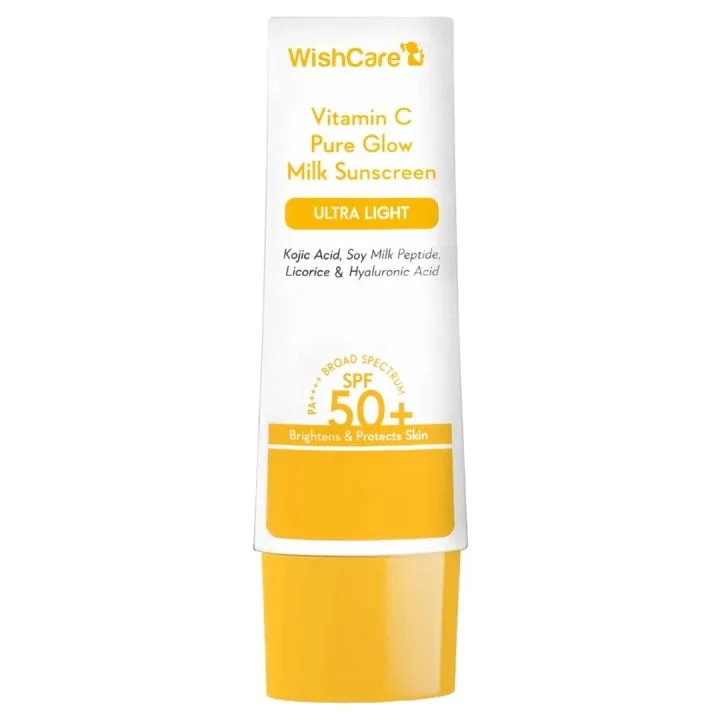 WishCare
Vitamin C
Pure Glow
Milk Sunscreen
ULTRA LIGHT
Kojic Acid, Soy Milk Peptide,
Licorice & Hyaluronic Acid
PA++++ BROAD SPECTRUM
SPF
50+
Brightens & Protects Skin